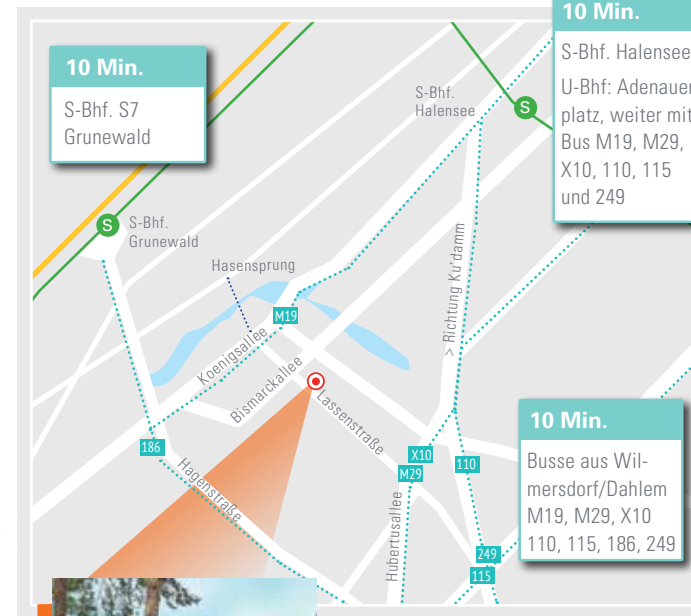 10 Min.
S-Bhf. S7
Grunewald
10 Min.
S-Bhf. Halensee
U-Bhf: Adenauer
platz, weiter mit
Bus M19, M29,
X10, 110, 115
und 249
S-Bhf.
Halensee
S
S
S-Bhf.
Grunewald
Hasensprung
> Richtung Ku'damm
M19
Koenigsallee
Bismarckallee
Lassenstraße
186
Hagenstraße
X10
M29
110
Hubertusallee
249
115
10 Min.
Busse aus Wil-
mersdorf/Dahlem
M19, M29, X10
110, 115, 186, 249